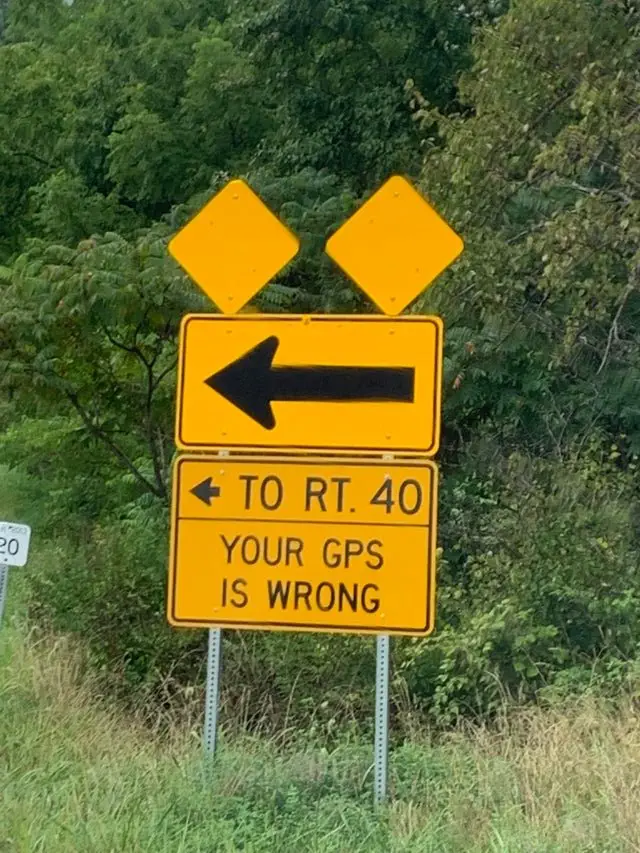 ← TO RT. 40
YOUR GPS
IS WRONG
20